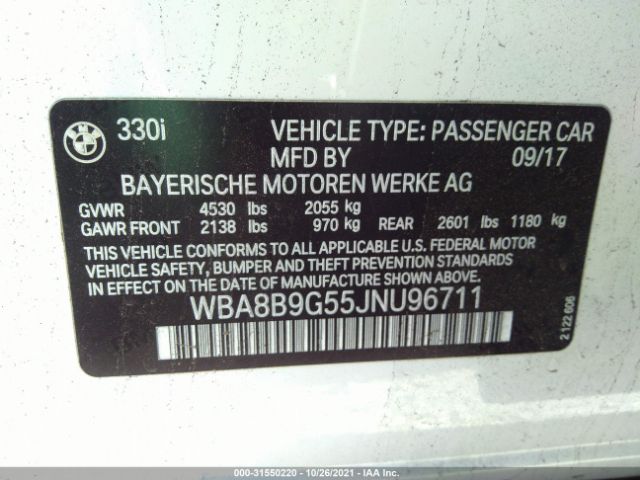 BMW
330i
VEHICLE TYPE: PASSENGER CAR
MFD BY 09/17
BAYERISCHE MOTOREN WERKE AG
GVWR 4530 lbs 2055 kg
GAWR FRONT 2138 lbs 970 kg REAR 2601 lbs 1180 kg
THIS VEHICLE CONFORMS TO ALL APPLICABLE U.S. FEDERAL MOTOR
VEHICLE SAFETY, BUMPER AND THEFT PREVENTION STANDARDS
IN EFFECT ON THE DATE OF MANUFACTURE SHOWN ABOVE.
WBA8B9G55JNU96711
2 122 606
000-31550220 - 10/26/2021 - IAA Inc.